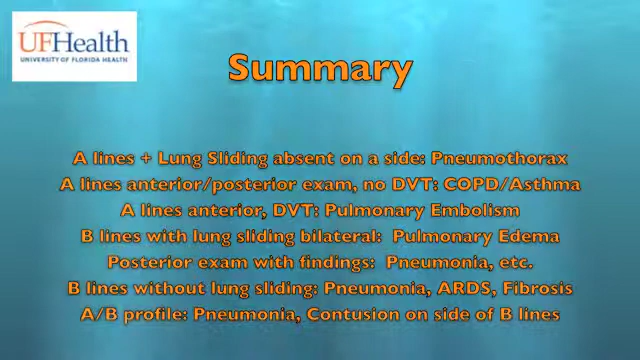 UFHealth
UNIVERSITY OF FLORIDA HEALTH
Summary
A lines + Lung Sliding absent on a side: Pneumothorax
A lines anterior/posterior exam, no DVT: COPD/Asthma
A lines anterior, DVT: Pulmonary Embolism
B lines with lung sliding bilateral: Pulmonary Edema
Posterior exam with findings: Pneumonia, etc.
B lines without lung sliding: Pneumonia, ARDS, Fibrosis
A/B profile: Pneumonia, Contusion on side of B lines